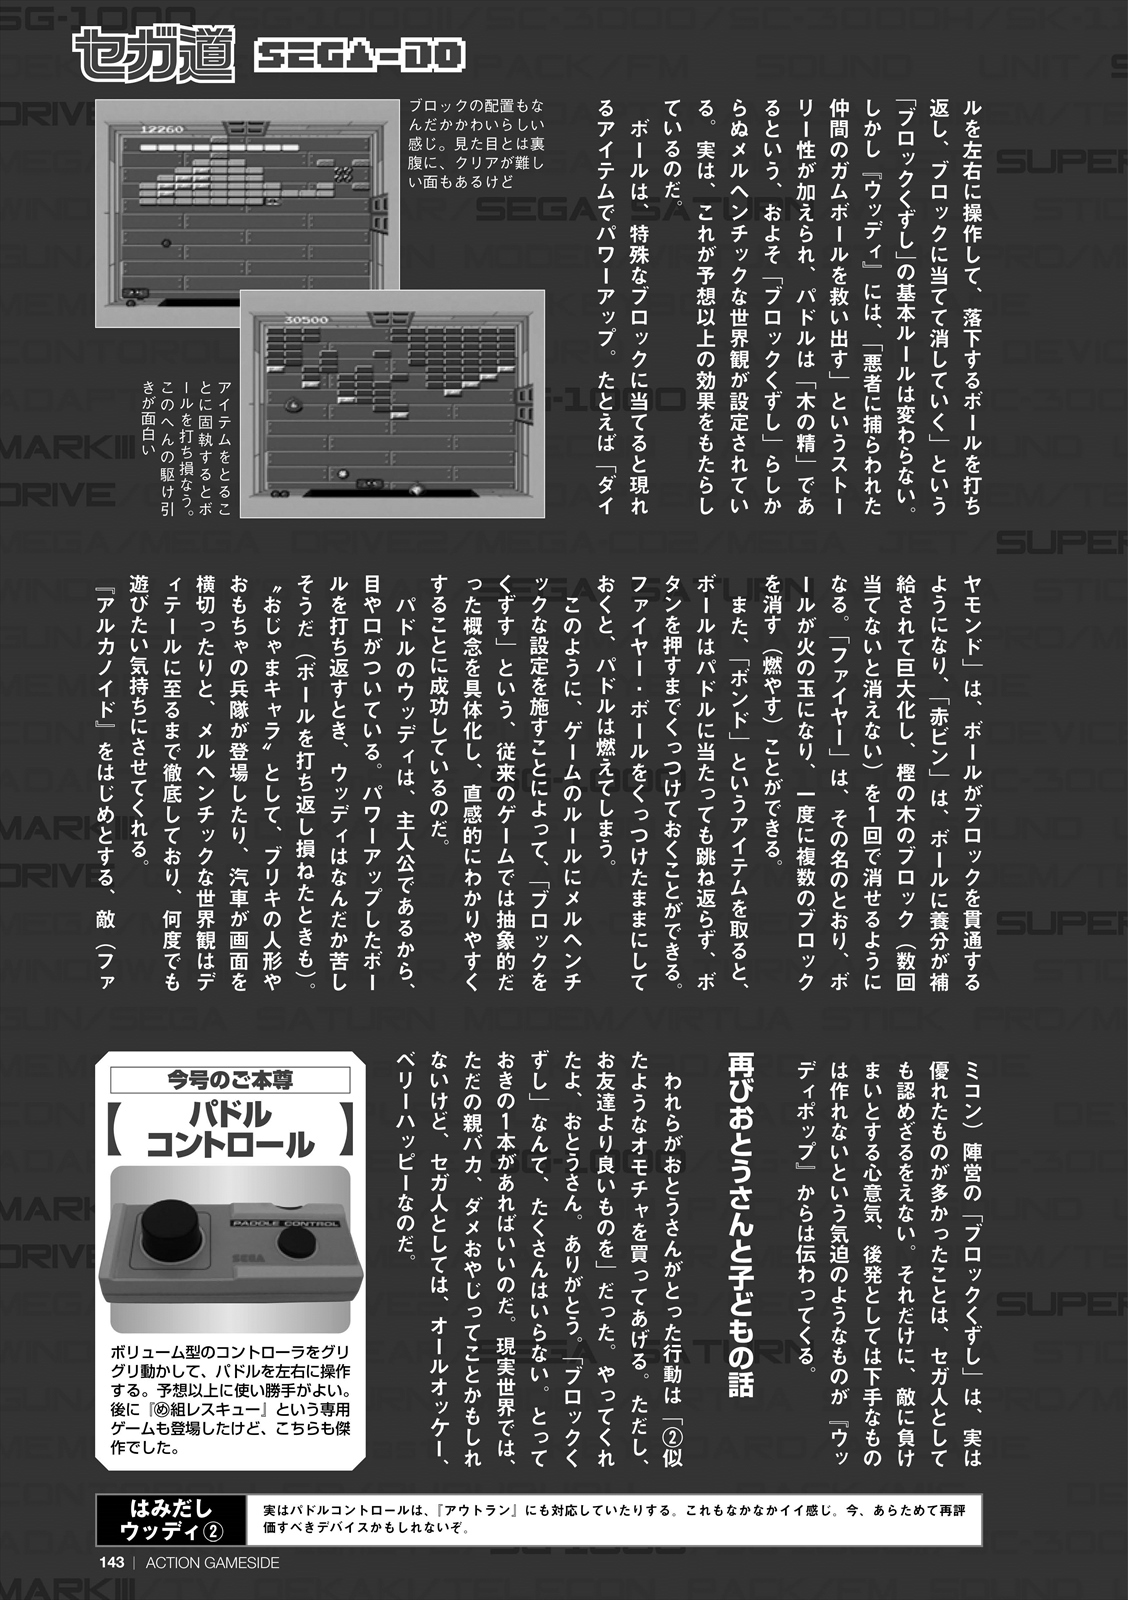 セガ道 SEGA-DO
ルを左右に操作して、落下するボールを打ち
返し、ブロックに当てて消していく」という
「ブロックくずし」の基本ルールは変わらない。
しかし『ウッディ』には、「悪者に捕らわれた
仲間のガムボールを救い出す」というストー
リー性が加えられ、パドルは「木の精」であ
るという、およそ「ブロックくずし」らしか
らぬメルヘンチックな世界観が設定されてい
る。実は、これが予想以上の効果をもたらし
ているのだ。
ボールは、特殊なブロックに当てると現れ
るアイテムでパワーアップ。たとえば「ダイ
ブロックの配置もな
んだかかわいらしい
感じ。見た目とは裏
腹に、クリアが難し
い面もあるけど
12260
30500
アイテムをとるこ
とに固執するとボ
ールを打ち損なう。
このへんの駆け引
きが面白い
ヤモンド」は、ボールがブロックを貫通する
ようになり、「赤ビン」は、ボールに養分が補
給されて巨大化し、樫の木のブロック（数回
当てないと消えない）を1回で消せるように
なる。「ファイヤー」は、その名のとおり、ボ
ールが火の玉になり、一度に複数のブロック
を消す（燃やす）ことができる。
また、「ボンド」というアイテムを取ると、
ボールはパドルに当たっても跳ね返らず、ボ
タンを押すまでくっつけておくことができる。
ファイヤー・ボールをくっつけたままにして
おくと、パドルは燃えてしまう。
このように、ゲームのルールにメルヘンチ
ックな設定を施すことによって、「ブロックを
くずす」という、従来のゲームでは抽象的だ
った概念を具体化し、直感的にわかりやすく
することに成功しているのだ。
パドルのウッディは、主人公であるから、
目や口がついている。パワーアップしたボー
ルを打ち返すとき、ウッディはなんだか苦し
そうだ（ボールを打ち返し損ねたときも）。
〝おじゃまキャラ〟として、ブリキの人形や
おもちゃの兵隊が登場したり、汽車が画面を
横切ったりと、メルヘンチックな世界観はデ
ィテールに至るまで徹底しており、何度でも
遊びたい気持ちにさせてくれる。
『アルカノイド』をはじめとする、敵（ファ
ミコン）陣営の「ブロックくずし」は、実は
優れたものが多かったことは、セガ人として
も認めざるをえない。それだけに、敵に負け
まいとする心意気、後発としては下手なもの
は作れないという気迫のようなものが『ウッ
ディポップ』からは伝わってくる。
再びおとうさんと子どもの話
われらがおとうさんがとった行動は「②似
たようなオモチャを買ってあげる。ただし、
お友達より良いものを」だった。やってくれ
たよ、おとうさん。ありがとう。「ブロックく
ずし」なんて、たくさんはいらない。とって
おきの1本があればいいのだ。現実世界では、
ただの親バカ、ダメおやじってことかもしれ
ないけど、セガ人としては、オールオッケー、
ベリーハッピーなのだ。
今号のご本尊
【パドル
コントロール】
PADDLE CONTROL
SEGA
ボリューム型のコントローラをグリ
グリ動かして、パドルを左右に操作
する。予想以上に使い勝手がよい。
後に『め組レスキュー』という専用
ゲームも登場したけど、こちらも傑
作でした。
はみだし
ウッディ②
実はパドルコントロールは、『アウトラン』にも対応していたりする。これもなかなかイイ感じ。今、あらためて再評
価すべきデバイスかもしれないぞ。
143 | ACTION GAMESIDE